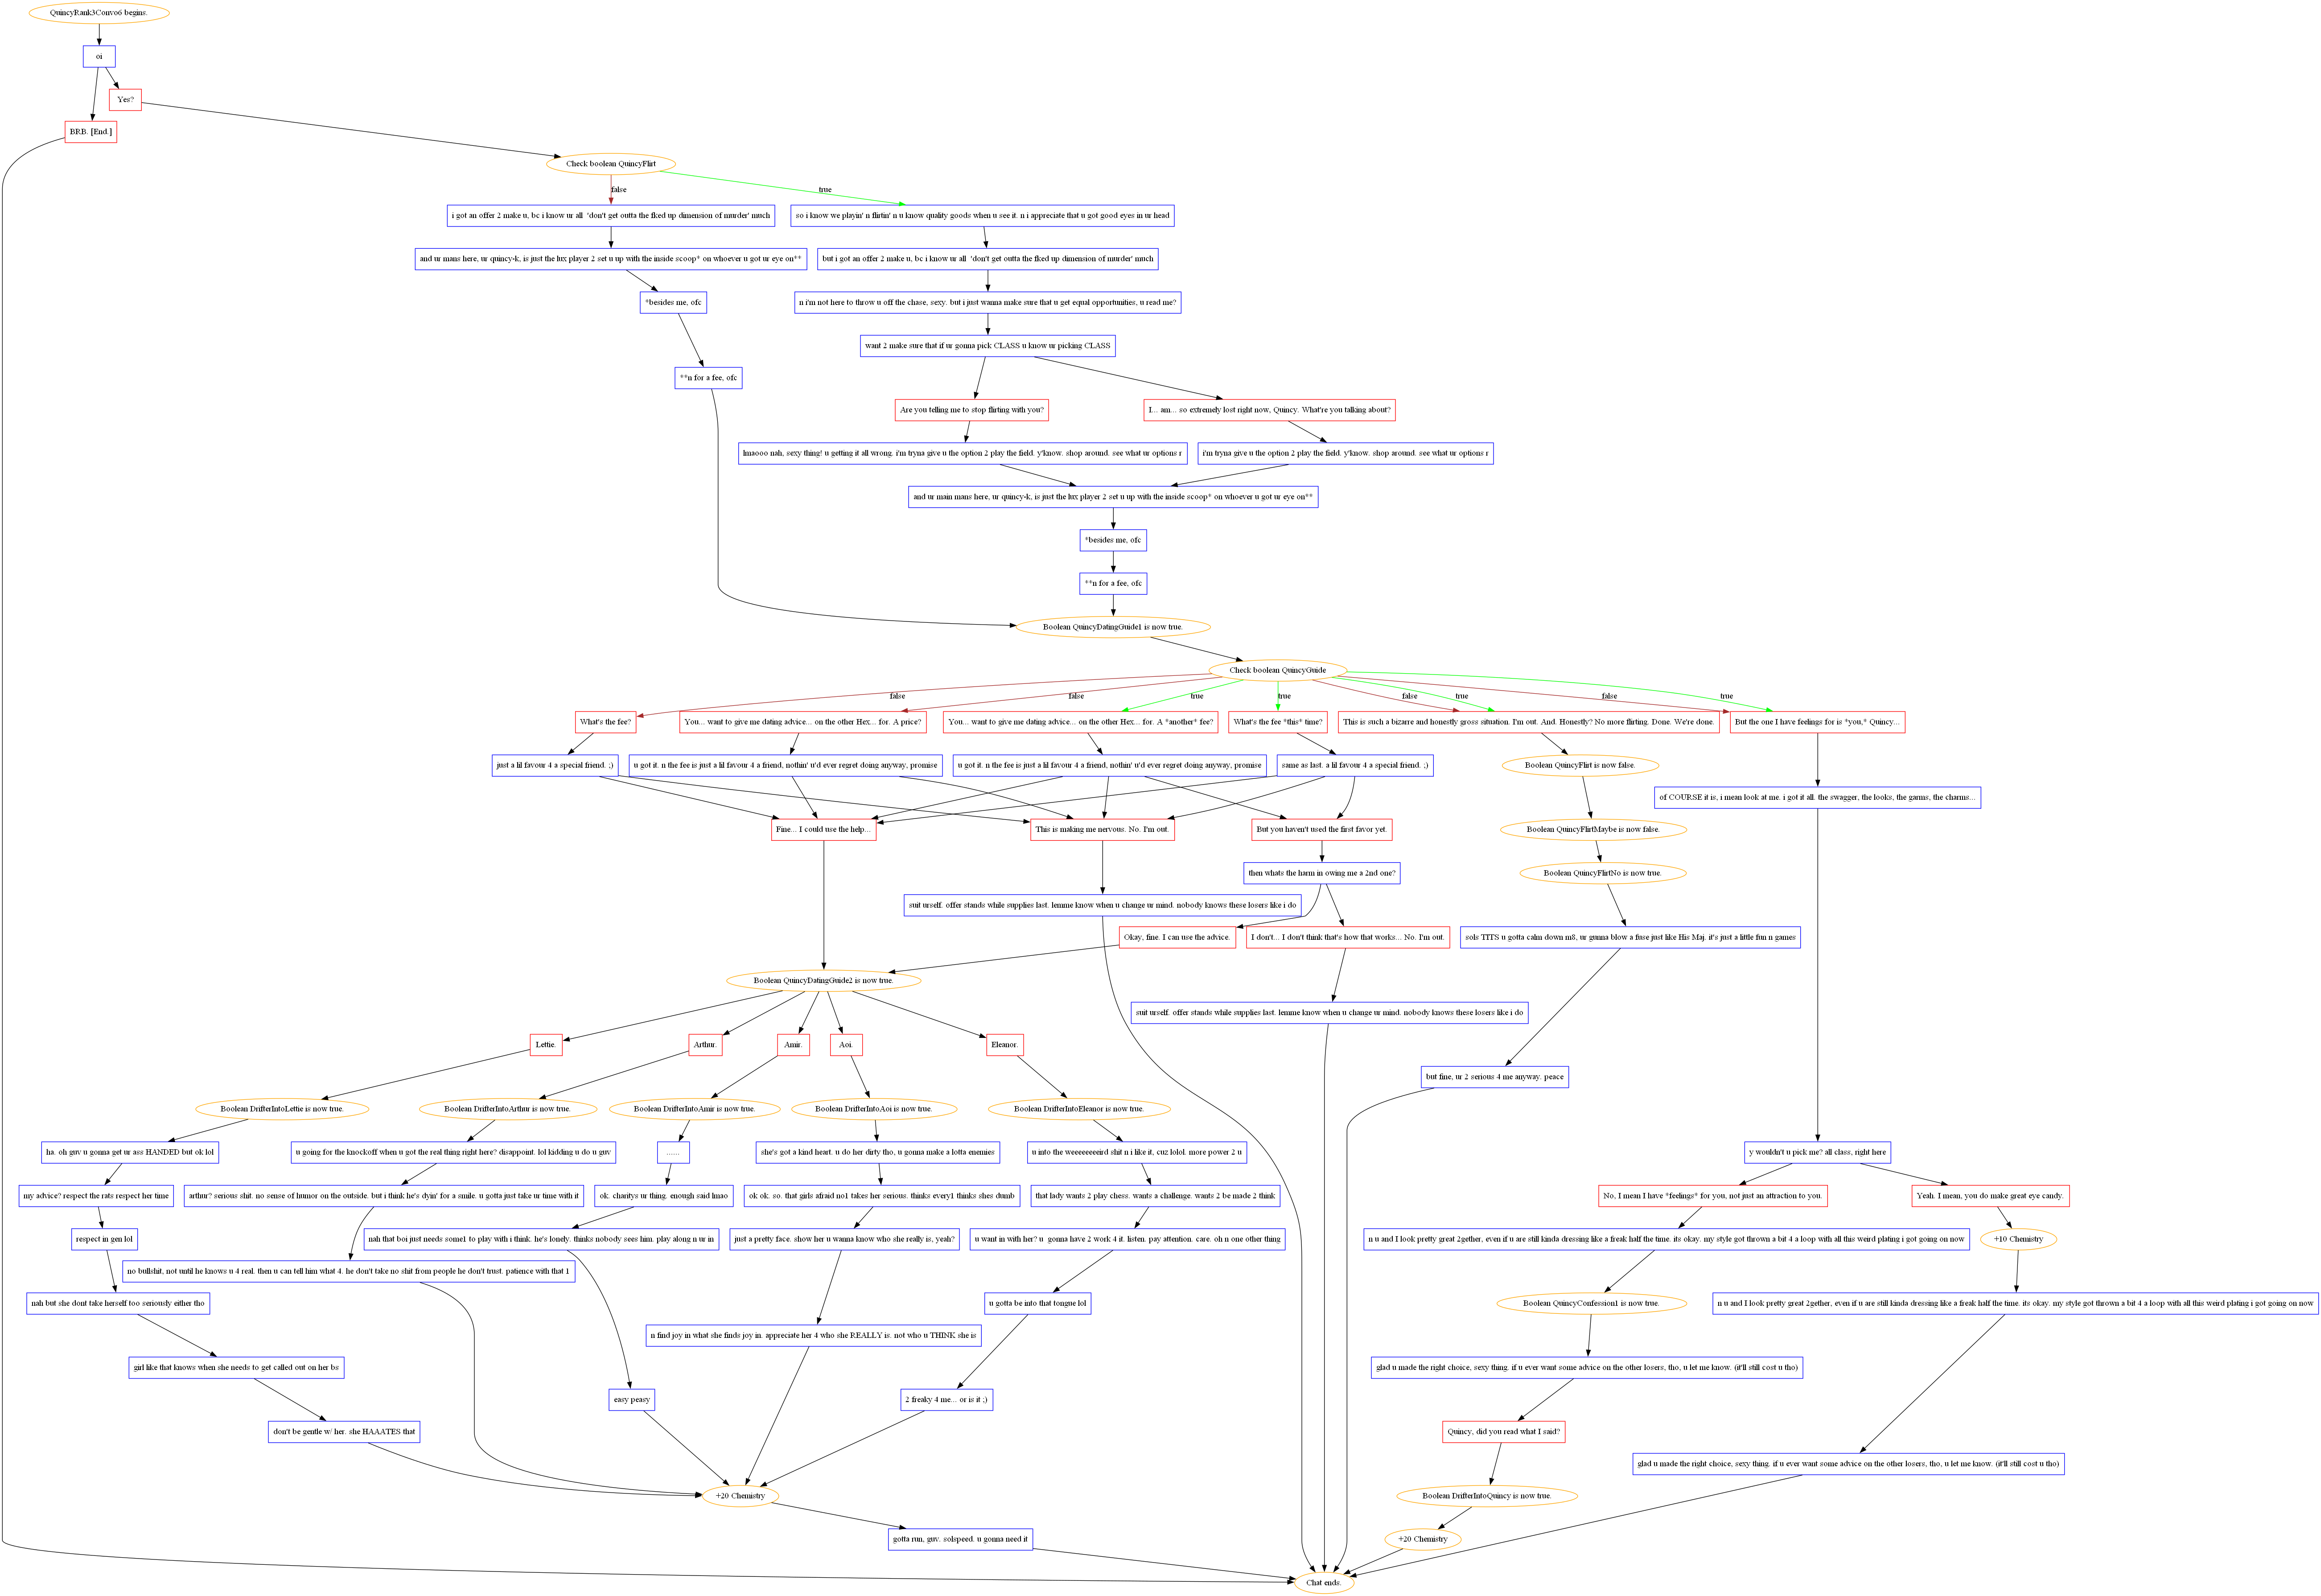 QuincyRank3Convo6 begins.
oi
Yes?
BRB. [End.]
Check boolean QuincyFlirt
false
true
i got an offer 2 make u, bc i know ur all  'don't get outta the fked up dimension of murder' much
so i know we playin' n flirtin' n u know quality goods when u see it. n i appreciate that u got good eyes in ur head
and ur mans here, ur quincy-k, is just the lux player 2 set u up with the inside scoop* on whoever u got ur eye on**
but i got an offer 2 make u, bc i know ur all  'don't get outta the fked up dimension of murder' much
*besides me, ofc
n i'm not here to throw u off the chase, sexy. but i just wanna make sure that u get equal opportunities, u read me?
want 2 make sure that if ur gonna pick CLASS u know ur picking CLASS
**n for a fee, ofc
Are you telling me to stop flirting with you?
I... am... so extremely lost right now, Quincy. What're you talking about?
lmaooo nah, sexy thing! u getting it all wrong. i'm tryna give u the option 2 play the field. y'know. shop around. see what ur options r
i'm tryna give u the option 2 play the field. y'know. shop around. see what ur options r
and ur main mans here, ur quincy-k, is just the lux player 2 set u up with the inside scoop* on whoever u got ur eye on**
*besides me, ofc
**n for a fee, ofc
Boolean QuincyDatingGuide1 is now true.
Check boolean QuincyGuide
false
false
true
true
false
true
false
true
What's the fee?
You... want to give me dating advice... on the other Hex... for. A price?
You... want to give me dating advice... on the other Hex... for. A *another* fee?
What's the fee *this* time?
This is such a bizarre and honestly gross situation. I'm out. And. Honestly? No more flirting. Done. We're done.
But the one I have feelings for is *you,* Quincy...
just a lil favour 4 a special friend. ;)
u got it. n the fee is just a lil favour 4 a friend, nothin' u'd ever regret doing anyway, promise
u got it. n the fee is just a lil favour 4 a friend, nothin' u'd ever regret doing anyway, promise
same as last. a lil favour 4 a special friend. ;)
Boolean QuincyFlirt is now false.
of COURSE it is, i mean look at me. i got it all. the swagger, the looks, the garms, the charms...
Fine... I could use the help...
This is making me nervous. No. I'm out.
But you haven't used the first favor yet.
Boolean QuincyFlirtMaybe is now false.
then whats the harm in owing me a 2nd one?
Boolean QuincyFlirtNo is now true.
suit urself. offer stands while supplies last. lemme know when u change ur mind. nobody knows these losers like i do
Okay, fine. I can use the advice.
I don't... I don't think that's how that works... No. I'm out.
sols TITS u gotta calm down m8, ur gunna blow a fuse just like His Maj. it's just a little fun n games
Boolean QuincyDatingGuide2 is now true.
suit urself. offer stands while supplies last. lemme know when u change ur mind. nobody knows these losers like i do
Lettie.
Arthur.
Amir.
Aoi.
Eleanor.
but fine, ur 2 serious 4 me anyway. peace
Boolean DrifterIntoLettie is now true.
Boolean DrifterIntoArthur is now true.
Boolean DrifterIntoAmir is now true.
Boolean DrifterIntoAoi is now true.
Boolean DrifterIntoEleanor is now true.
ha. oh guv u gonna get ur ass HANDED but ok lol
u going for the knockoff when u got the real thing right here? disappoint. lol kidding u do u guv
......
she's got a kind heart. u do her dirty tho, u gonna make a lotta enemies
u into the weeeeeeeeird shit n i like it, cuz lolol. more power 2 u
y wouldn't u pick me? all class, right here
my advice? respect the rats respect her time
arthur? serious shit. no sense of humor on the outside. but i think he's dyin' for a smile. u gotta just take ur time with it
ok. charitys ur thing. enough said lmao
ok ok. so. that girls afraid no1 takes her serious. thinks every1 thinks shes dumb
that lady wants 2 play chess. wants a challenge. wants 2 be made 2 think
No, I mean I have *feelings* for you, not just an attraction to you.
Yeah. I mean, you do make great eye candy.
respect in gen lol
nah that boi just needs some1 to play with i think. he's lonely. thinks nobody sees him. play along n ur in
just a pretty face. show her u wanna know who she really is, yeah?
u want in with her? u  gonna have 2 work 4 it. listen. pay attention. care. oh n one other thing
n u and I look pretty great 2gether, even if u are still kinda dressing like a freak half the time. its okay. my style got thrown a bit 4 a loop with all this weird plating i got going on now
+10 Chemistry
no bullshit, not until he knows u 4 real. then u can tell him what 4. he don't take no shit from people he don't trust. patience with that 1
nah but she dont take herself too seriously either tho
u gotta be into that tongue lol
Boolean QuincyConfession1 is now true.
n u and I look pretty great 2gether, even if u are still kinda dressing like a freak half the time. its okay. my style got thrown a bit 4 a loop with all this weird plating i got going on now
n find joy in what she finds joy in. appreciate her 4 who she REALLY is. not who u THINK she is
girl like that knows when she needs to get called out on her bs
glad u made the right choice, sexy thing. if u ever want some advice on the other losers, tho, u let me know. (it'll still cost u tho)
easy peasy
2 freaky 4 me... or is it ;)
don't be gentle w/ her. she HAAATES that
Quincy, did you read what I said?
glad u made the right choice, sexy thing. if u ever want some advice on the other losers, tho, u let me know. (it'll still cost u tho)
+20 Chemistry
Boolean DrifterIntoQuincy is now true.
gotta run, guv. solspeed. u gonna need it
+20 Chemistry
Chat ends.